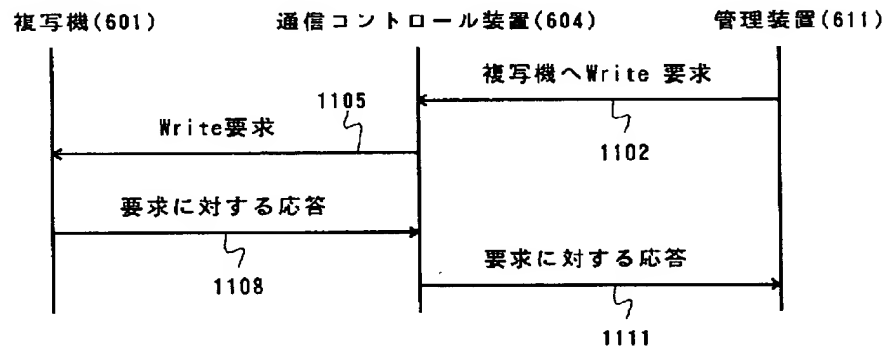 複写機(601) 通信コントロール装置(604) 管理装置(611)
複写機へWrite 要求
1105
Write要求
1102
要求に対する応答
要求に対する応答
1108
1111